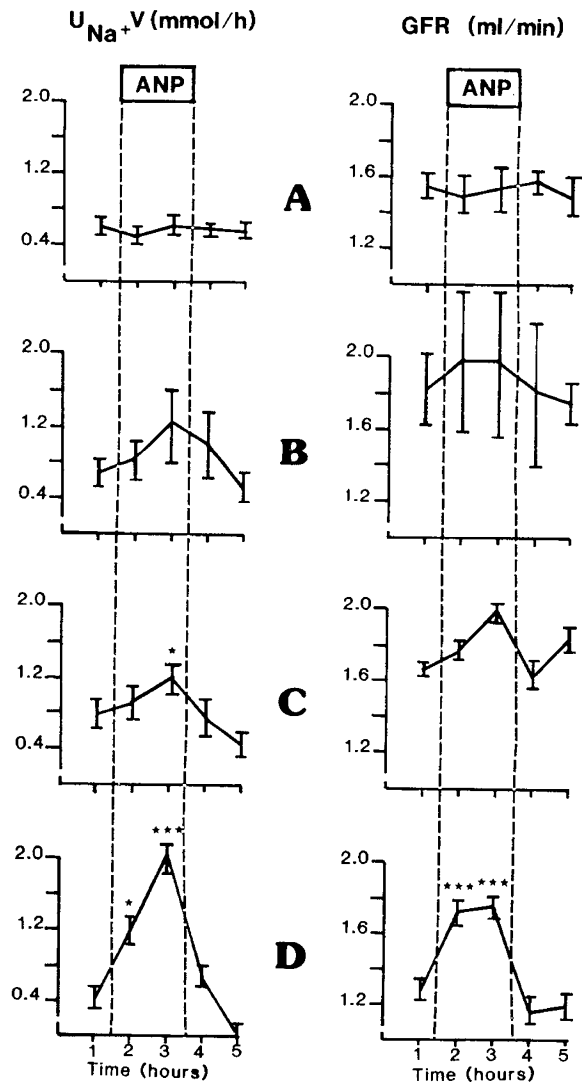 U Na+ V (mmol/h) GFR (ml/min)
ANP ANP
2.0 2.0
1.2 1.6
0.4 1.2
A
2.0 2.0
1.2 1.6
0.4 1.2
B
2.0 2.0
* 
1.2 1.6
0.4 1.2
C
*** *** ***
2.0 2.0
*
1.2 1.6
0.4 1.2
D
1 2 3 4 5 1 2 3 4 5
Time (hours) Time (hours)